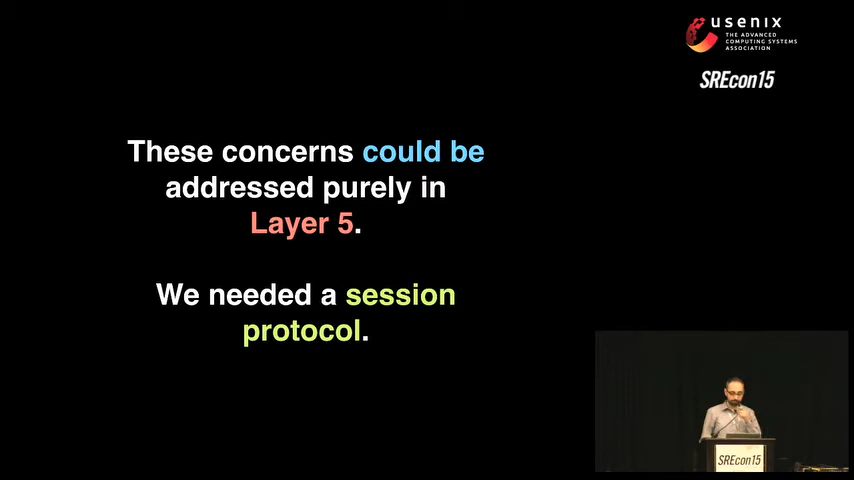 usenix
THE ADVANCED
COMPUTING SYSTEMS
ASSOCIATION
SREcon15
These concerns could be
addressed purely in
Layer 5.
We needed a session
protocol.
SREcon15